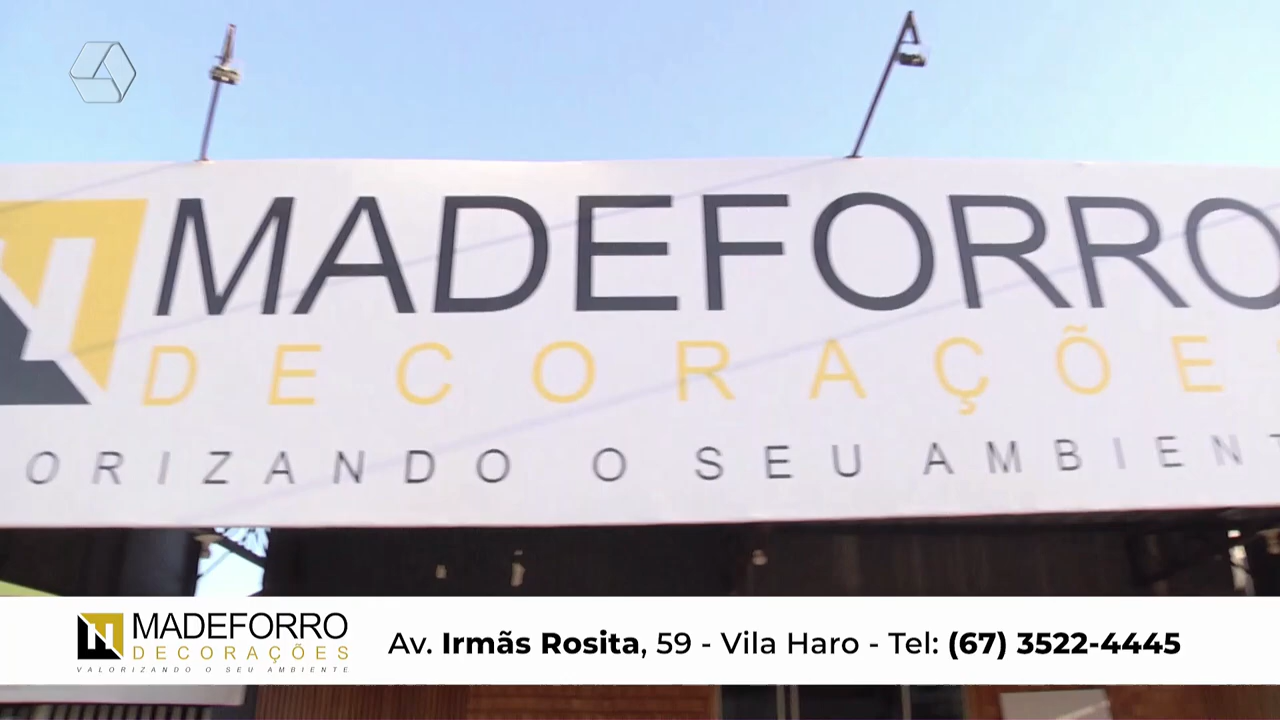 MADEFORRO
DECORAÇÕES
ORIZANDO O SEU AMBIENT
MADEFORRO
DECORAÇÕES
VALORIZANDO O SEU AMBIENTE
Av. Irmãs Rosita, 59 - Vila Haro - Tel: (67) 3522-4445